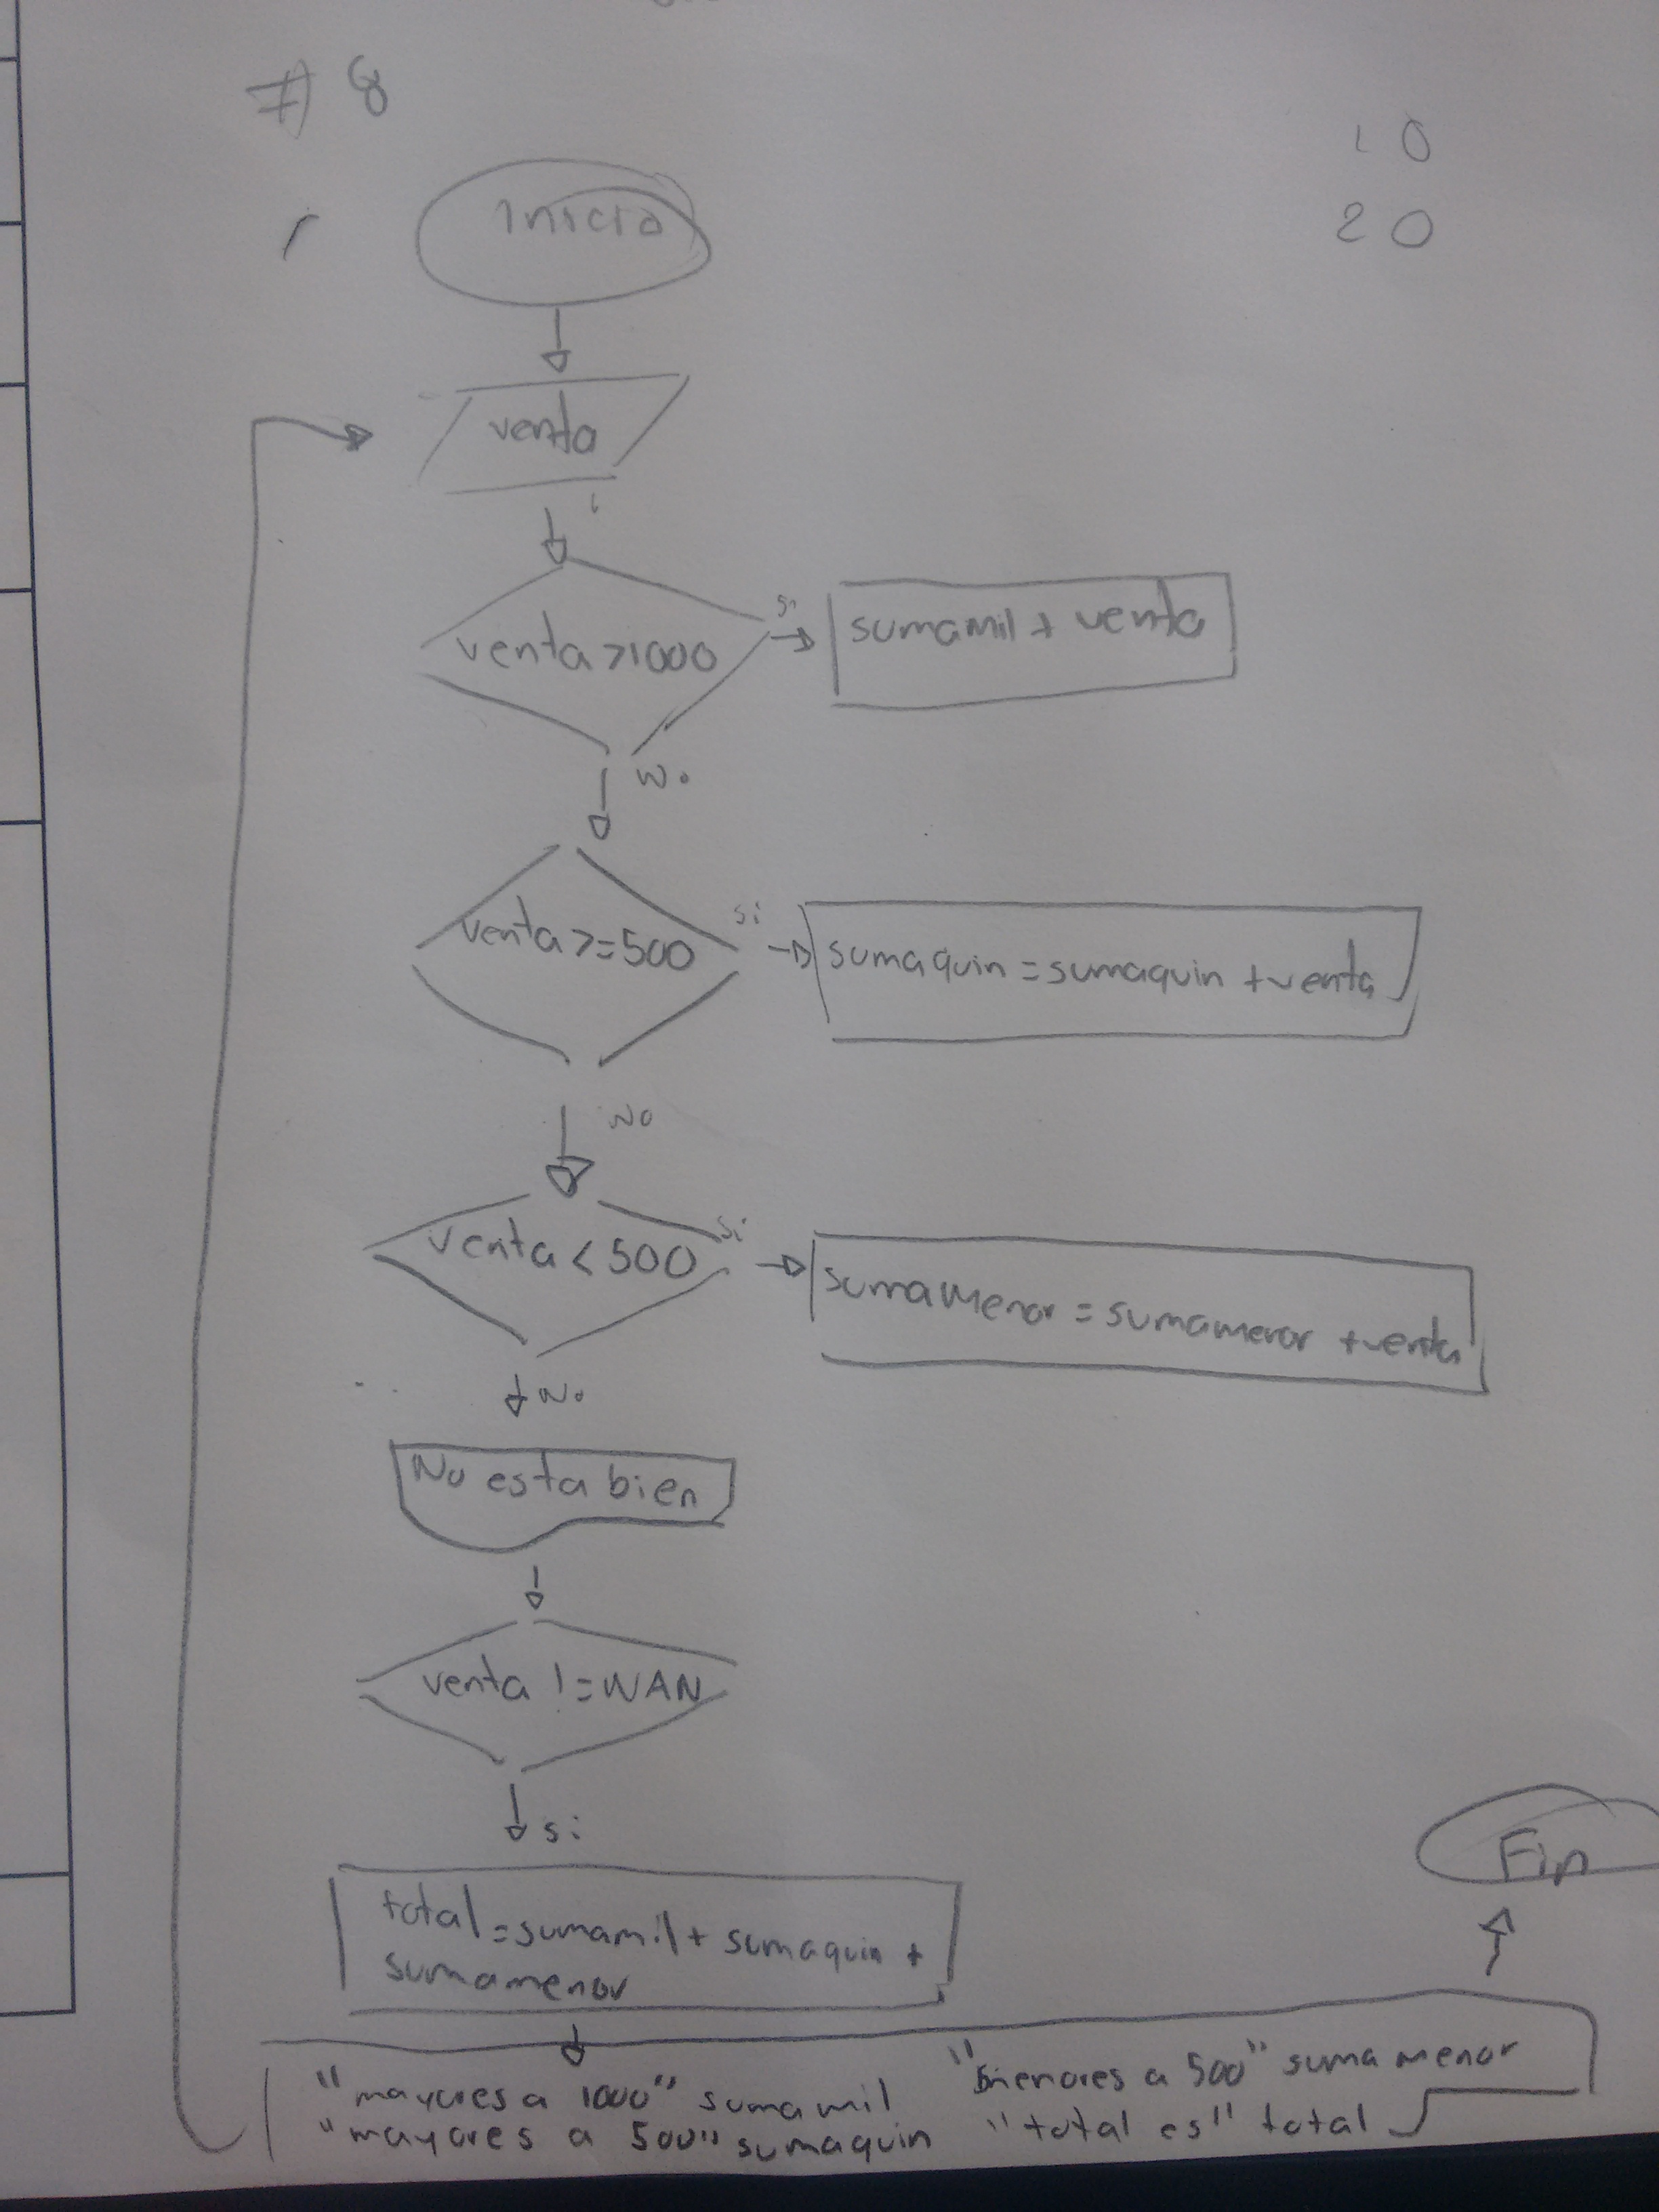 #) 8
10
20
Inicio
venta
venta >1000
si
sumamil + venta
No
venta >=500
si
sumaquin = sumaquin +venta
No
venta < 500
si
sumamenor = sumamenor +venta
No
No esta bien
venta !=NAN
si
total =sumamil + sumaquin +
sumamenor
Fin
"mayores a 1000" sumamil
"menores a 500" suma menor
"mayores a 500" sumaquin
"total es" total